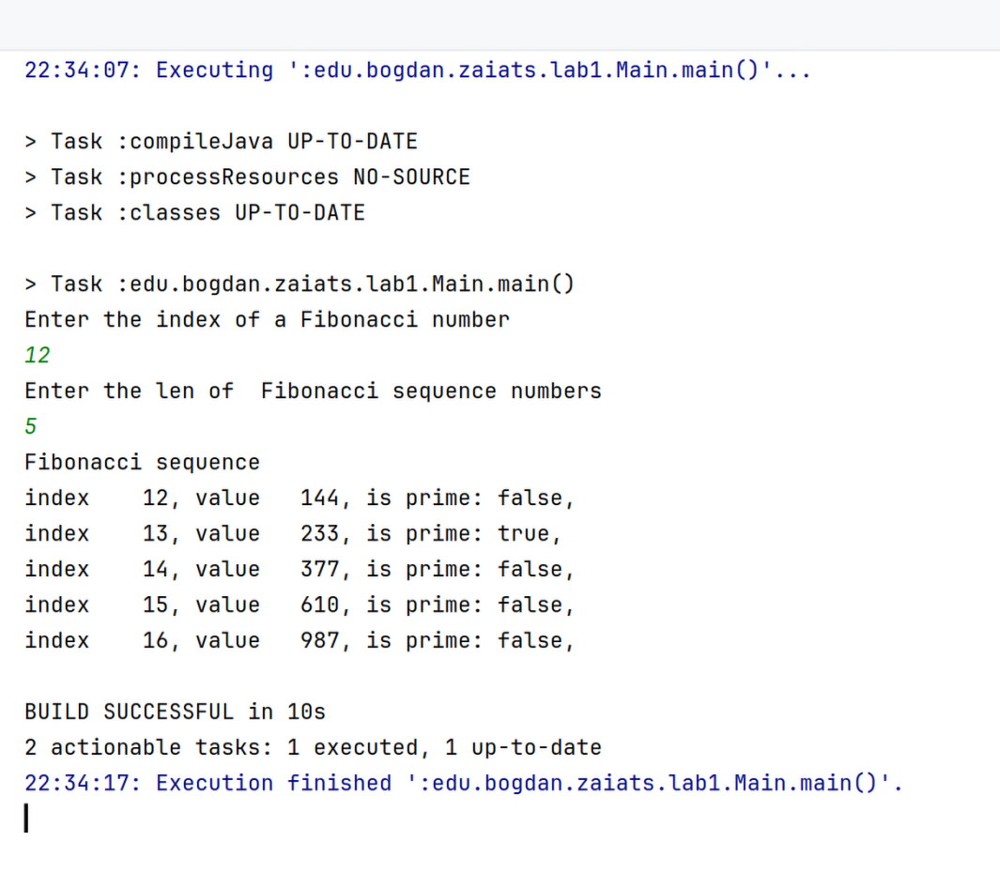 22:34:07: Executing ':edu.bogdan.zaiats.lab1.Main.main()'...
> Task :compileJava UP-TO-DATE
> Task :processResources NO-SOURCE
> Task :classes UP-TO-DATE
> Task :edu.bogdan.zaiats.lab1.Main.main()
Enter the index of a Fibonacci number
12
Enter the len of  Fibonacci sequence numbers
5
Fibonacci sequence
index    12, value   144, is prime: false,
index    13, value   233, is prime: true,
index    14, value   377, is prime: false,
index    15, value   610, is prime: false,
index    16, value   987, is prime: false,
BUILD SUCCESSFUL in 10s
2 actionable tasks: 1 executed, 1 up-to-date
22:34:17: Execution finished ':edu.bogdan.zaiats.lab1.Main.main()'.